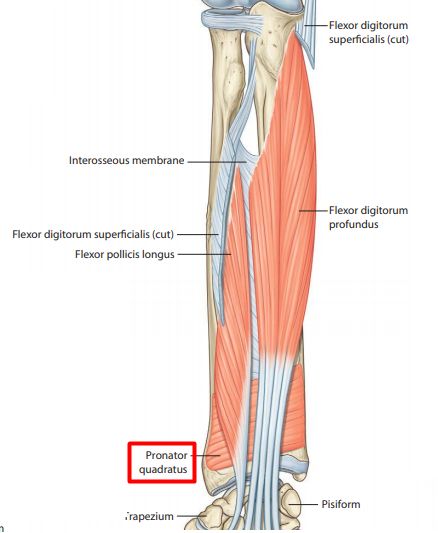 Flexor digitorum
superficialis (cut)
Interosseous membrane
Flexor digitorum
profundus
Flexor digitorum superficialis (cut)
Flexor pollicis longus
Pronator
quadratus
Pisiform
Trapezium